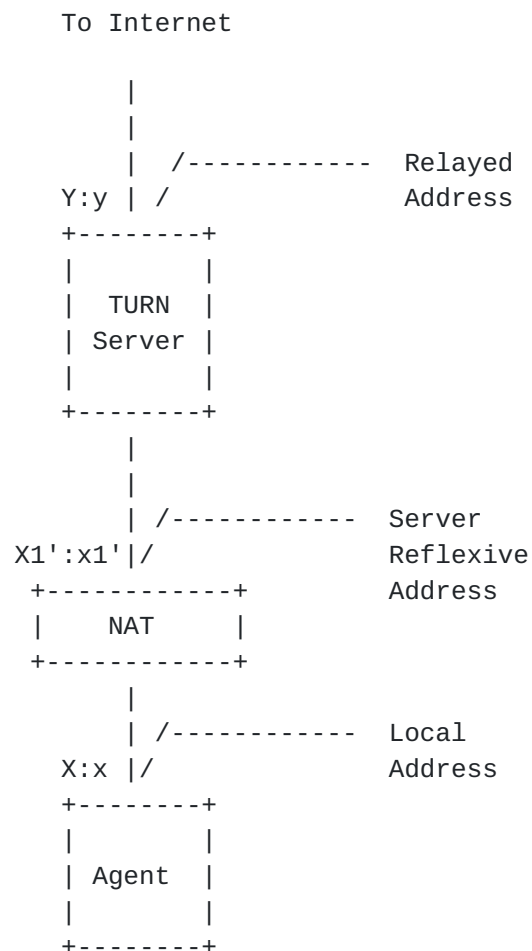 To Internet
|
|
| /------------ Relayed
Y:y | / Address
+--------+
| |
| TURN |
| Server |
| |
+--------+
|
|
| /------------ Server
X1':x1'|/ Reflexive
+------------+ Address
| NAT |
+------------+
|
| /------------ Local
X:x |/ Address
+--------+
| |
| Agent |
| |
+--------+